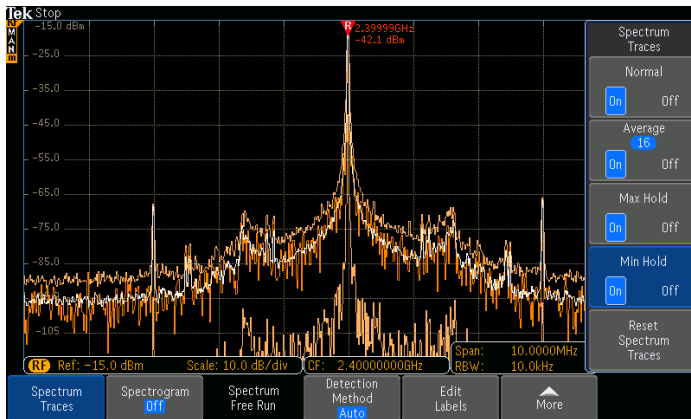 Tek Stop
-15.0 dBm
R
2.39999GHz
-42.1 dBm
-25.0
-35.0
-45.0
-55.0
-65.0
-75.0
-85.0
-105
M
A
N
m
RF Ref: -15.0 dBm Scale: 10.0 dB/div CF: 2.40000000GHz
Span: 10.0000MHz
RBW: 10.0kHz
Spectrum
Traces
Normal
On Off
Average
16
On Off
Max Hold
On Off
Min Hold
On Off
Reset
Spectrum
Traces
Spectrum
Traces
Spectrogram
Off
Spectrum
Free Run
Detection
Method
Auto
Edit
Labels
More